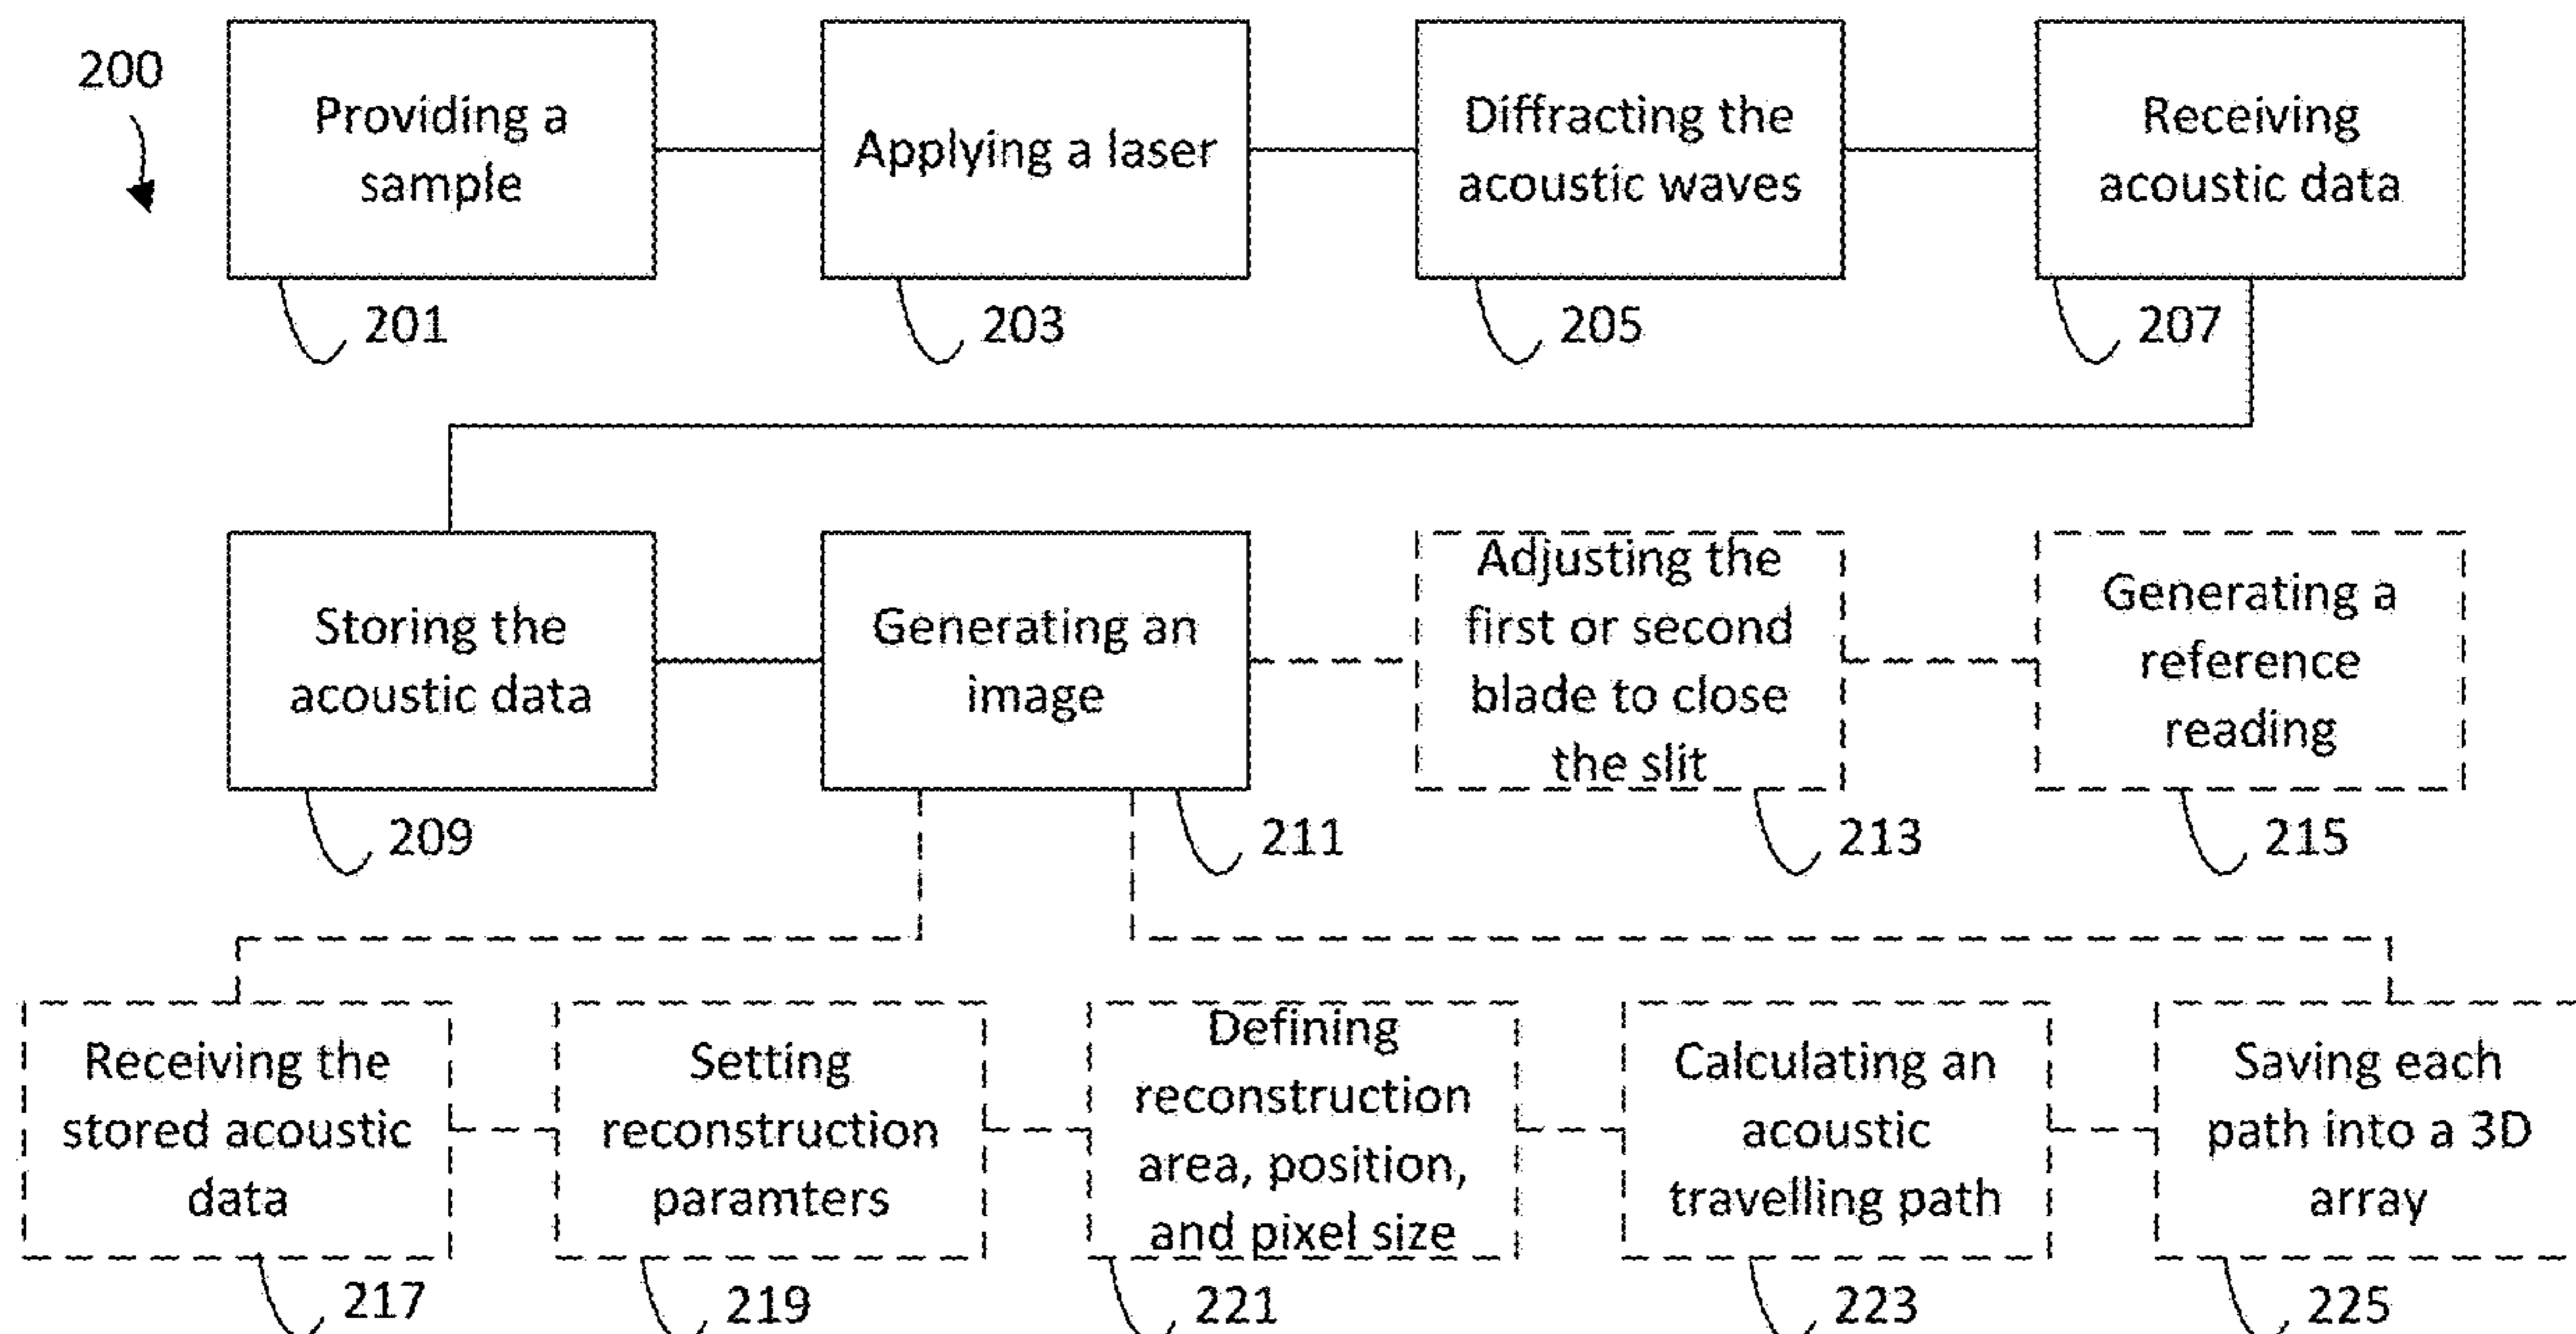 200
Providing a
sample
Applying a laser
Diffracting the
acoustic waves
Receiving
acoustic data
201
203
205
207
Storing the
acoustic data
Generating an
image
Adjusting the
first or second
blade to close
the slit
Generating a
reference
reading
209
211
213
215
Receiving the
stored acoustic
data
Setting
reconstruction
paramters
Defining
reconstruction
area, position,
and pixel size
Calculating an
acoustic
travelling path
Saving each
path into a 3D
array
217
219
221
223
225